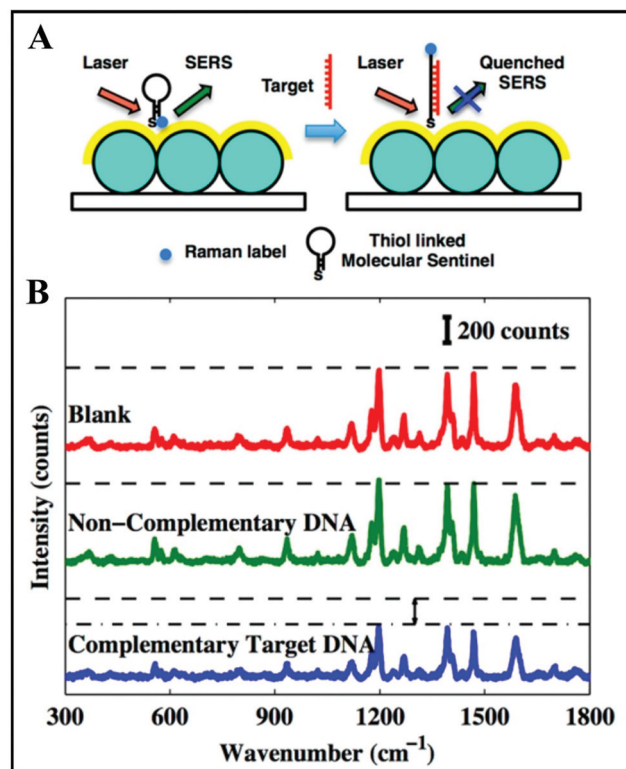 A
Laser
SERS
Target
Laser
Quenched
SERS
S
S
Raman label
S
Thiol linked
Molecular Sentinel
B
200 counts
Blank
Non-Complementary DNA
Complementary Target DNA
Intensity (counts)
300 600 900 1200 1500 1800
Wavenumber (cm⁻¹)